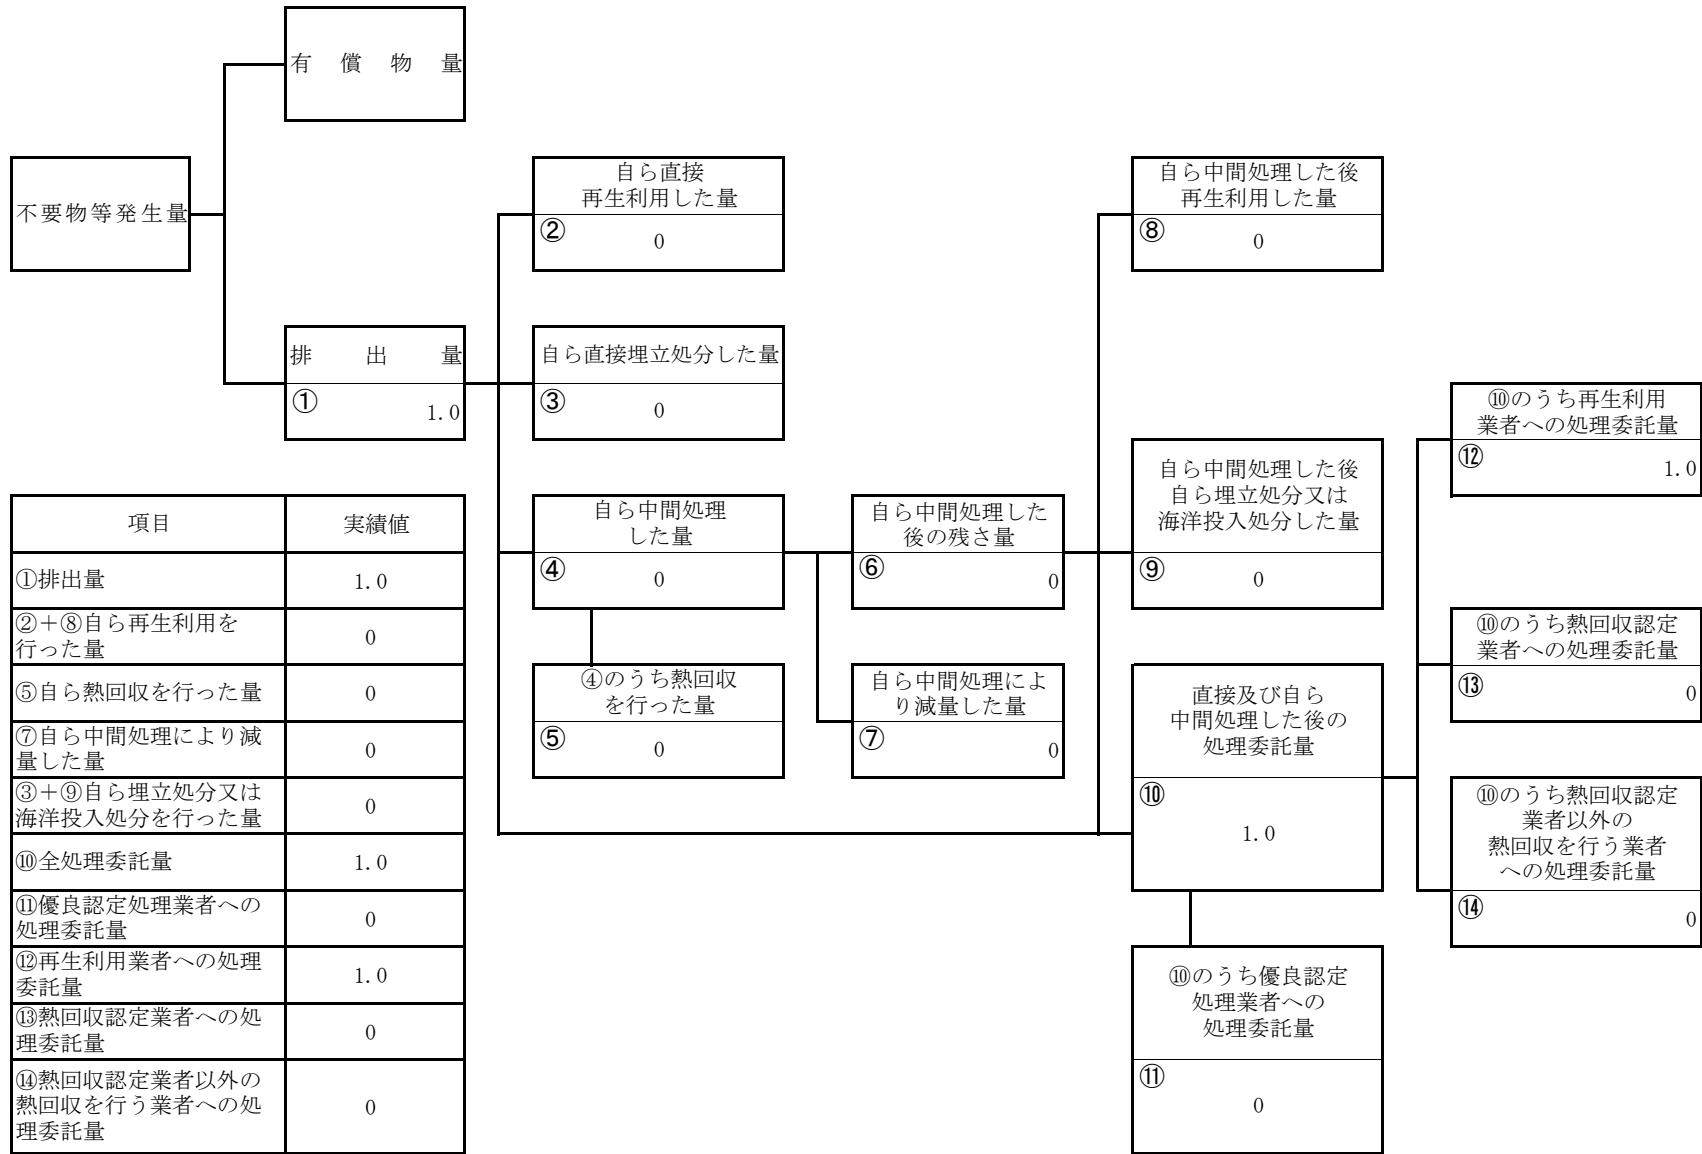 有償物量
不要物等発生量
排出量
①
1.0
自ら直接
再生利用した量
②
0
自ら直接埋立処分した量
③
0
自ら中間処理
した量
④
0
④のうち熱回収
を行った量
⑤
0
自ら中間処理した
後の残さ量
⑥
0
自ら中間処理によ
り減量した量
⑦
0
自ら中間処理した後
再生利用した量
⑧
0
自ら中間処理した後
自ら埋立処分又は
海洋投入処分した量
⑨
0
直接及び自ら
中間処理した後の
処理委託量
⑩
1.0
⑩のうち優良認定
処理業者への
処理委託量
⑪
0
⑩のうち再生利用
業者への処理委託量
⑫
1.0
⑩のうち熱回収認定
業者への処理委託量
⑬
0
⑩のうち熱回収認定
業者以外の
熱回収を行う業者
への処理委託量
⑭
0
項目 実績値
①排出量 1.0
②＋⑧自ら再生利用を
行った量 0
⑤自ら熱回収を行った量 0
⑦自ら中間処理により減
量した量 0
③＋⑨自ら埋立処分又は
海洋投入処分を行った量 0
⑩全処理委託量 1.0
⑪優良認定処理業者への
処理委託量 0
⑫再生利用業者への処理
委託量 1.0
⑬熱回収認定業者への処
理委託量 0
⑭熱回収認定業者以外の
熱回収を行う業者への処
理委託量 0